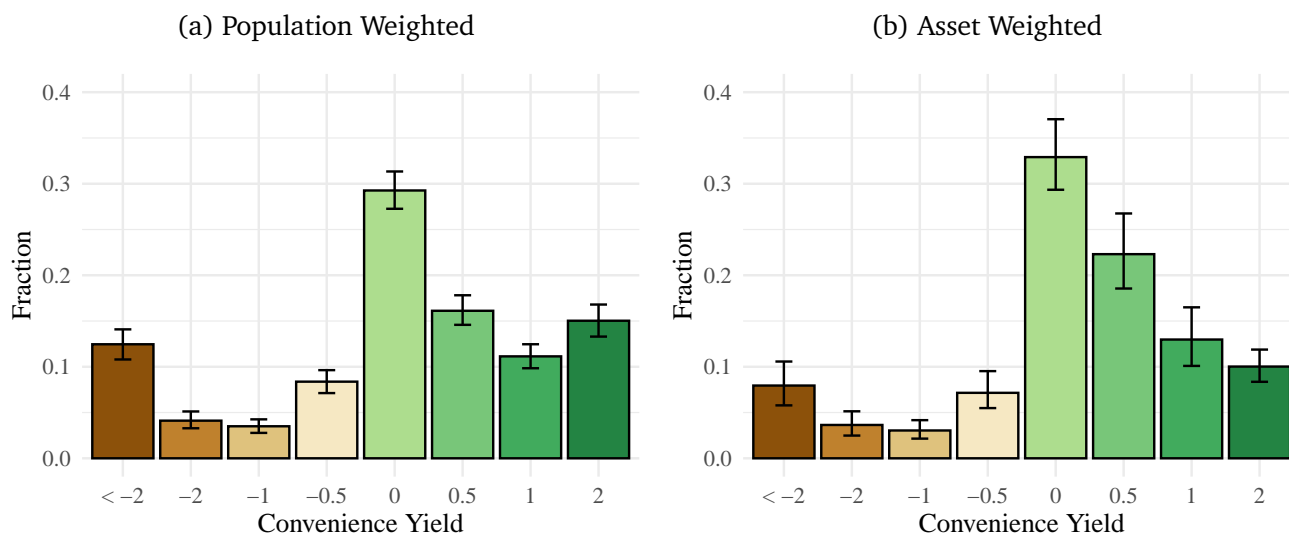 (a) Population Weighted
0.4
0.3
0.2
0.1
0.0
Fraction
< −2 −2 −1 −0.5 0 0.5 1 2
Convenience Yield
(b) Asset Weighted
0.4
0.3
0.2
0.1
0.0
Fraction
< −2 −2 −1 −0.5 0 0.5 1 2
Convenience Yield